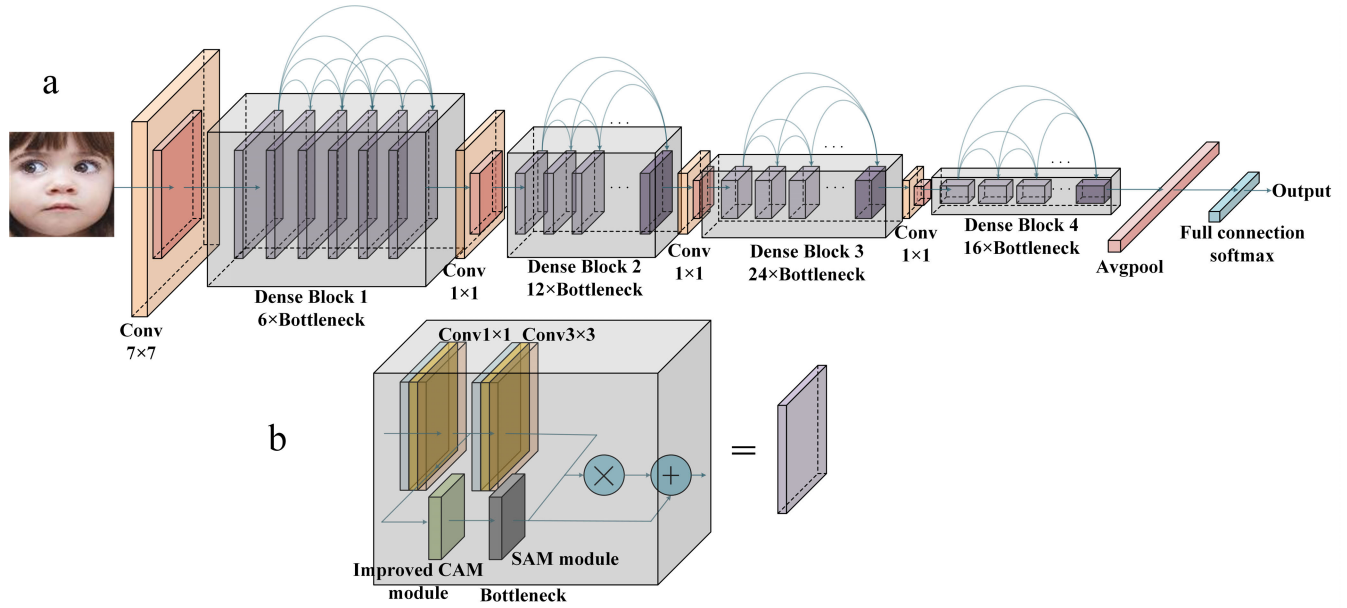 a
Conv
7×7
Dense Block 1
6×Bottleneck
Conv
1×1
Dense Block 2
12×Bottleneck
Conv
1×1
Dense Block 3
24×Bottleneck
Conv
1×1
Dense Block 4
16×Bottleneck
Avgpool
Full connection
softmax
Output
...
...
...
...
...
...
b
Conv1×1 Conv3×3
×
+
=
Improved CAM
module
SAM module
Bottleneck